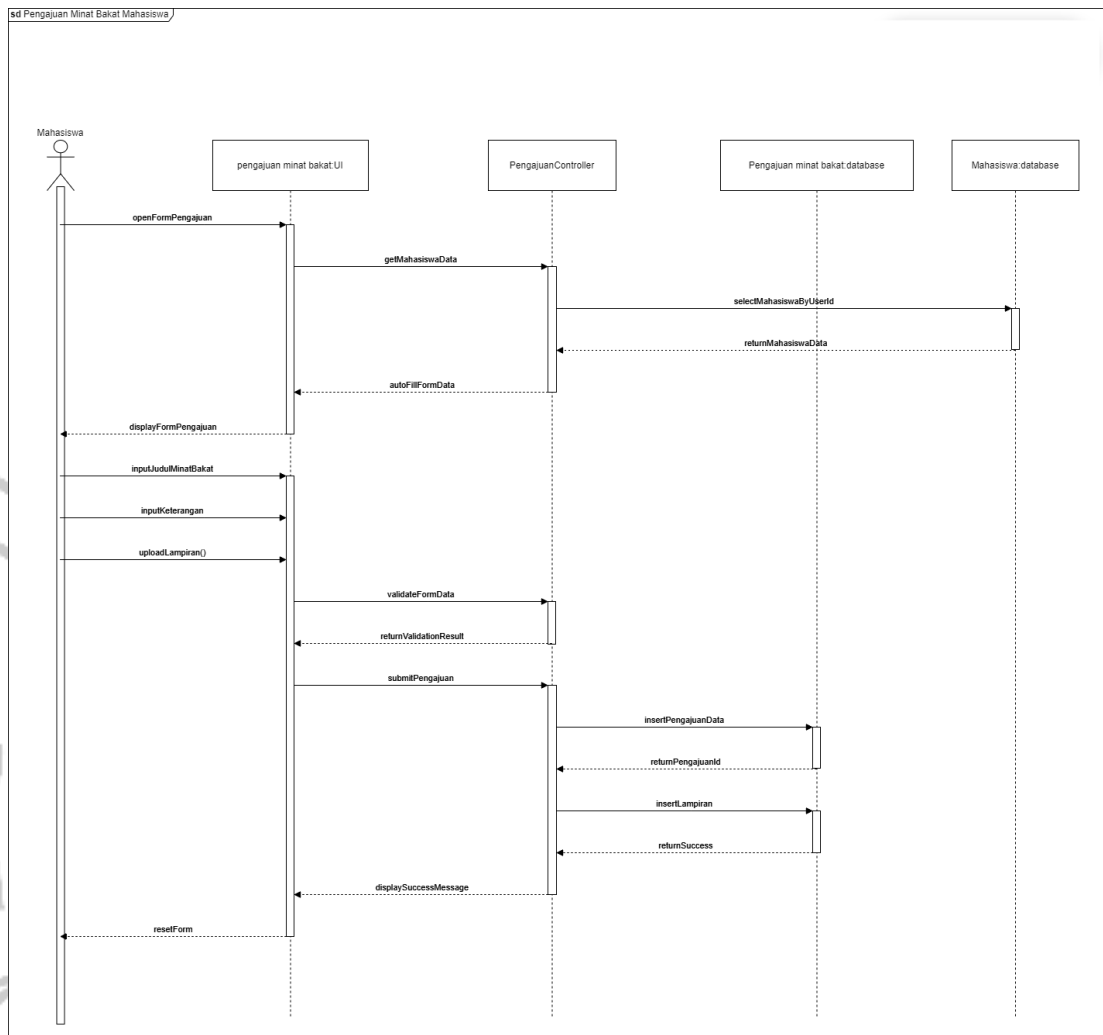 sd Pengajuan Minat Bakat Mahasiswa
Mahasiswa
pengajuan minat bakat:UI
PengajuanController
Pengajuan minat bakat:database
Mahasiswa:database
openFormPengajuan
getMahasiswaData
selectMahasiswaByUserId
returnMahasiswaData
autoFillFormData
displayFormPengajuan
inputJudulMinatBakat
inputKeterangan
uploadLampiran()
validateFormData
returnValidationResult
submitPengajuan
insertPengajuanData
returnPengajuanId
insertLampiran
returnSuccess
displaySuccessMessage
resetForm